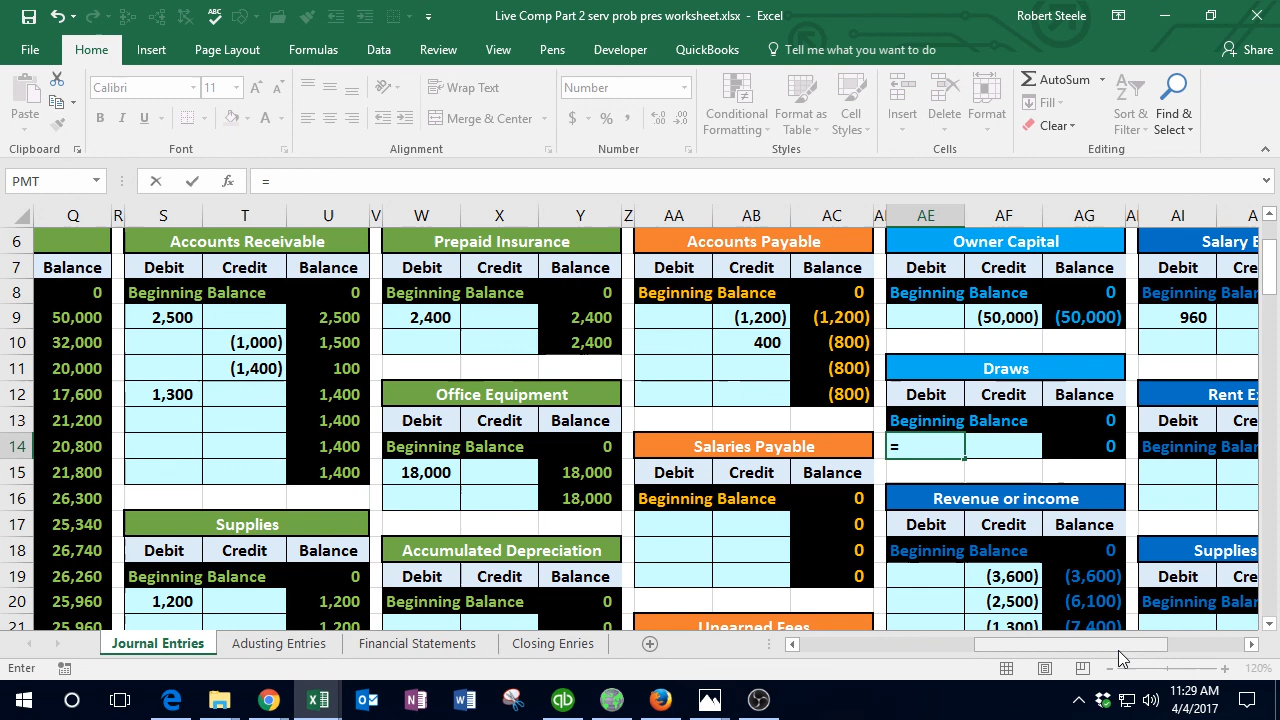 Live Comp Part 2 serv prob pres worksheet.xlsx - Excel
Robert Steele
File Home Insert Page Layout Formulas Data Review View Pens Developer QuickBooks Tell me what you want to do Share
Paste
Clipboard
Calibri 11
B I U
Font
Wrap Text
Merge & Center
Alignment
Number
$ % ,
Number
Conditional Formatting
Format as Table
Cell Styles
Styles
Insert Delete Format
Cells
AutoSum
Fill
Clear
Sort & Filter
Find & Select
Editing
PMT =
Q R S T U V W X Y Z AA AB AC AE AF AG AI
6 Accounts Receivable Prepaid Insurance Accounts Payable Owner Capital Salary E
7 Balance Debit Credit Balance Debit Credit Balance Debit Credit Balance Debit Credit Balance Debit Cre
8 0 Beginning Balance 0 Beginning Balance 0 Beginning Balance 0 Beginning Balance 0 Beginning Balar
9 50,000 2,500 2,500 2,400 2,400 (1,200) (1,200) (50,000) (50,000) 960
10 32,000 (1,000) 1,500 2,400 400 (800)
11 20,000 (1,400) 100 Draws (800)
12 17,600 1,300 1,400 Office Equipment (800) Debit Credit Balance Rent Ex
13 21,200 1,400 Debit Credit Balance Beginning Balance 0 Debit Cre
14 20,800 1,400 Beginning Balance 0 Salaries Payable = 0 Beginning Balar
15 21,800 1,400 18,000 18,000 Debit Credit Balance
16 26,300 18,000 Beginning Balance 0 Revenue or income
17 25,340 Supplies 0 Debit Credit Balance
18 26,740 Debit Credit Balance Accumulated Depreciation 0 Beginning Balance 0 Supplies
19 26,260 Beginning Balance 0 Debit Credit Balance 0 (3,600) (3,600) Debit Cre
20 25,960 1,200 1,200 Beginning Balance 0 (2,500) (6,100) Beginning Balar
21 25,960 1,200 Unearned Fees (1,300) (7,400)
Journal Entries Adusting Entries Financial Statements Closing Entries
Enter 120%
11:29 AM
4/4/2017